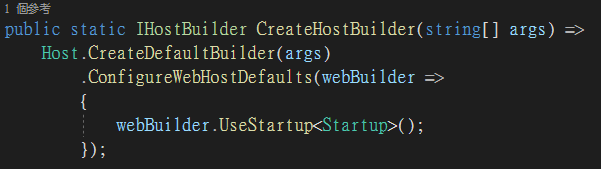 1 個參考
public static IHostBuilder CreateHostBuilder(string[] args) =>
Host.CreateDefaultBuilder(args)
.ConfigureWebHostDefaults(webBuilder =>
{
webBuilder.UseStartup<Startup>();
});